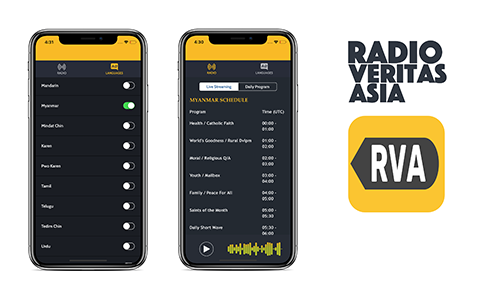 4:31
RADIO
LANGUAGES
Mandarin
Myanmar
Mindat Chin
Karen
Pwo Karen
Tamil
Telugu
Tedim Chin
Urdu
4:30
RADIO
LANGUAGES
Live Streaming
Daily Program
MYANMAR SCHEDULE
Program Time (UTC)
Health / Catholic Faith 00:00 -
01:00
World's Goodness / Rural Dvlpm 00:00 -
01:00
Moral / Religious Q/A 00:00 -
03:00
Youth / Mailbox 03:00 -
04:00
Family / Peace For All 04:00 -
05:00
Saints of the Month 05:00 -
05:30
Daily Short Wave 05:30 -
06:00
RADIO
VERITAS
ASIA
RVA